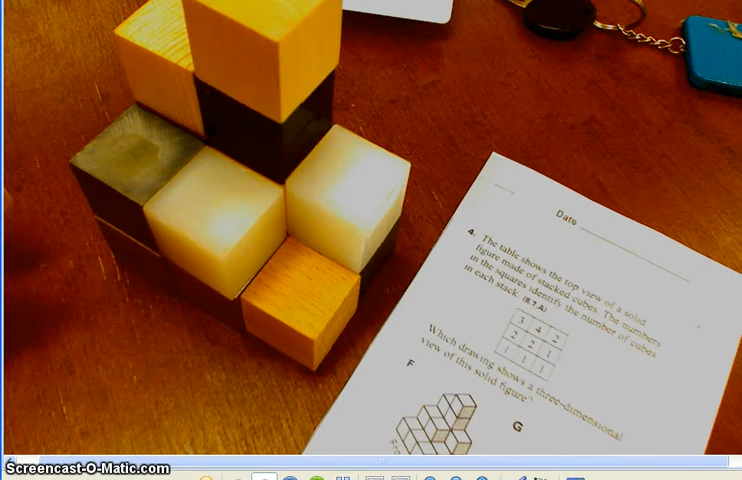 Date
4. The table shows the top view of a solid
figure made of stacked cubes. The numbers
in the squares identify the number of cubes
in each stack. (8.7.A)
3 4 2
2 2 1
1 1 1
Which drawing shows a three-dimensional
view of this solid figure?
F
G
Screencast-O-Matic.com